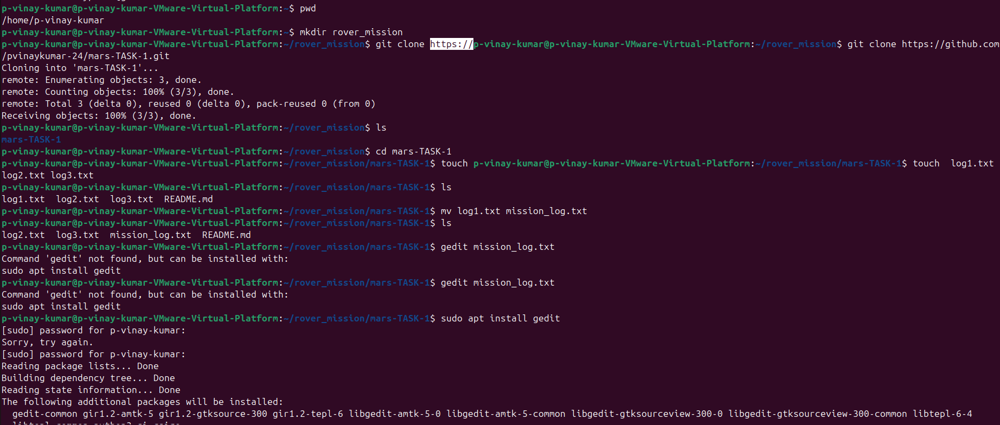 p-vinay-kumar@p-vinay-kumar-VMware-Virtual-Platform:~$ pwd
/home/p-vinay-kumar
p-vinay-kumar@p-vinay-kumar-VMware-Virtual-Platform:~$ mkdir rover_mission
p-vinay-kumar@p-vinay-kumar-VMware-Virtual-Platform:~/rover_mission$ git clone https://p-vinay-kumar@p-vinay-kumar-VMware-Virtual-Platform:~/rover_mission$ git clone https://github.com
/pvinaykumar-24/mars-TASK-1.git
Cloning into 'mars-TASK-1'...
remote: Enumerating objects: 3, done.
remote: Counting objects: 100% (3/3), done.
remote: Total 3 (delta 0), reused 0 (delta 0), pack-reused 0 (from 0)
Receiving objects: 100% (3/3), done.
p-vinay-kumar@p-vinay-kumar-VMware-Virtual-Platform:~/rover_mission$ ls
mars-TASK-1
p-vinay-kumar@p-vinay-kumar-VMware-Virtual-Platform:~/rover_mission$ cd mars-TASK-1
p-vinay-kumar@p-vinay-kumar-VMware-Virtual-Platform:~/rover_mission/mars-TASK-1$ touch p-vinay-kumar@p-vinay-kumar-VMware-Virtual-Platform:~/rover_mission/mars-TASK-1$ touch  log1.txt
log2.txt log3.txt
p-vinay-kumar@p-vinay-kumar-VMware-Virtual-Platform:~/rover_mission/mars-TASK-1$ ls
log1.txt  log2.txt  log3.txt  README.md
p-vinay-kumar@p-vinay-kumar-VMware-Virtual-Platform:~/rover_mission/mars-TASK-1$ mv log1.txt mission_log.txt
p-vinay-kumar@p-vinay-kumar-VMware-Virtual-Platform:~/rover_mission/mars-TASK-1$ ls
log2.txt  log3.txt  mission_log.txt  README.md
p-vinay-kumar@p-vinay-kumar-VMware-Virtual-Platform:~/rover_mission/mars-TASK-1$ gedit mission_log.txt
Command 'gedit' not found, but can be installed with:
sudo apt install gedit
p-vinay-kumar@p-vinay-kumar-VMware-Virtual-Platform:~/rover_mission/mars-TASK-1$ gedit mission_log.txt
Command 'gedit' not found, but can be installed with:
sudo apt install gedit
p-vinay-kumar@p-vinay-kumar-VMware-Virtual-Platform:~/rover_mission/mars-TASK-1$ sudo apt install gedit
[sudo] password for p-vinay-kumar:
Sorry, try again.
[sudo] password for p-vinay-kumar:
Reading package lists... Done
Building dependency tree... Done
Reading state information... Done
The following additional packages will be installed:
  gedit-common gir1.2-amtk-5 gir1.2-gtksource-300 gir1.2-tepl-6 libgedit-amtk-5-0 libgedit-amtk-5-common libgedit-gtksourceview-300-0 libgedit-gtksourceview-300-common libtepl-6-4